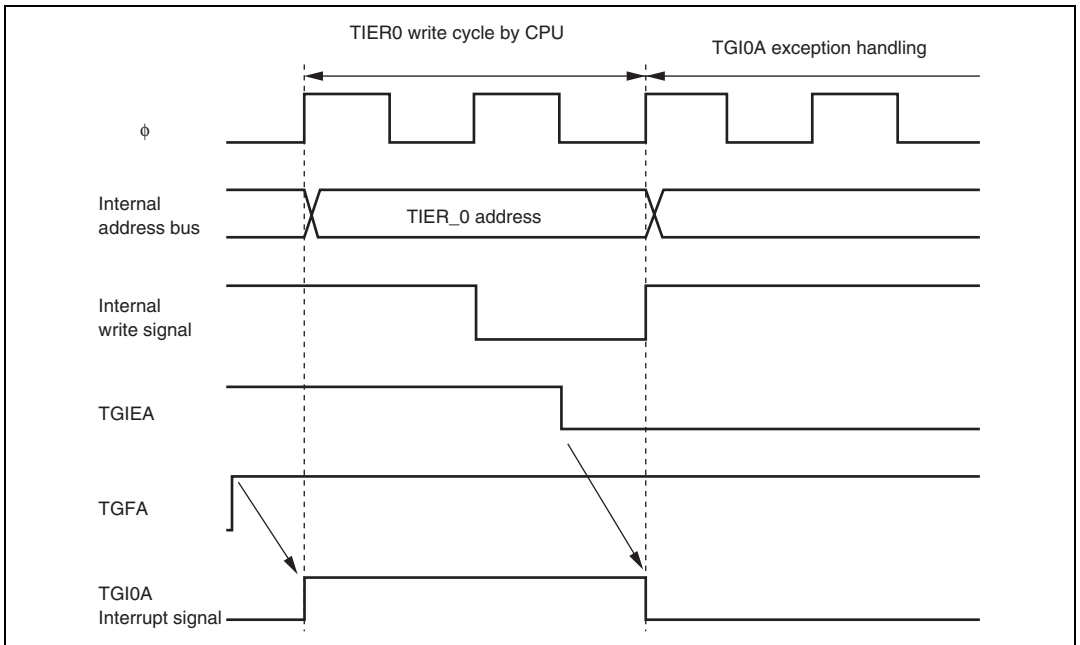 TIER0 write cycle by CPU
TGI0A exception handling
ϕ
Internal
address bus
TIER_0 address
Internal
write signal
TGIEA
TGFA
TGI0A
Interrupt signal